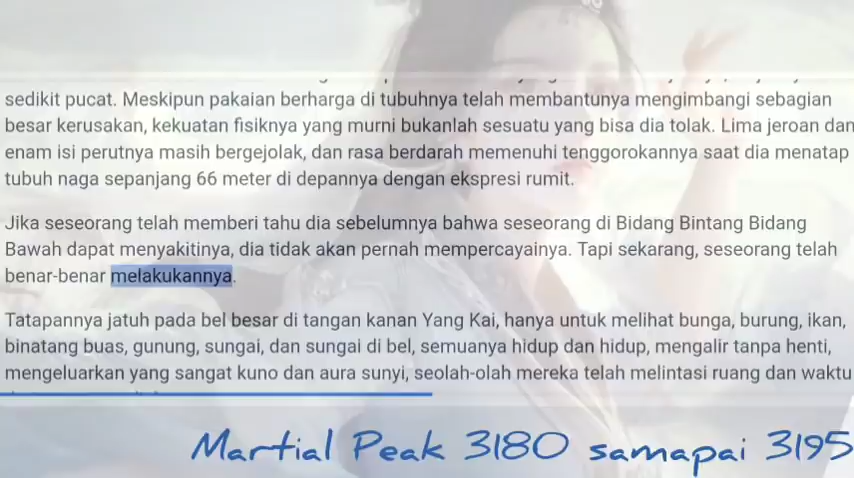 sedikit pucat. Meskipun pakaian berharga di tubuhnya telah membantunya mengimbangi sebagian
besar kerusakan, kekuatan fisiknya yang murni bukanlah sesuatu yang bisa dia tolak. Lima jeroan dan
enam isi perutnya masih bergejolak, dan rasa berdarah memenuhi tenggorokannya saat dia menatap
tubuh naga sepanjang 66 meter di depannya dengan ekspresi rumit.
Jika seseorang telah memberi tahu dia sebelumnya bahwa seseorang di Bidang Bintang Bidang
Bawah dapat menyakitinya, dia tidak akan pernah mempercayainya. Tapi sekarang, seseorang telah
benar-benar melakukannya.
Tatapannya jatuh pada bel besar di tangan kanan Yang Kai, hanya untuk melihat bunga, burung, ikan,
binatang buas, gunung, sungai, dan sungai di bel, semuanya hidup dan hidup, mengalir tanpa henti,
mengeluarkan yang sangat kuno dan aura sunyi, seolah-olah mereka telah melintasi ruang dan waktu
Martial Peak 3180 samapai 3195